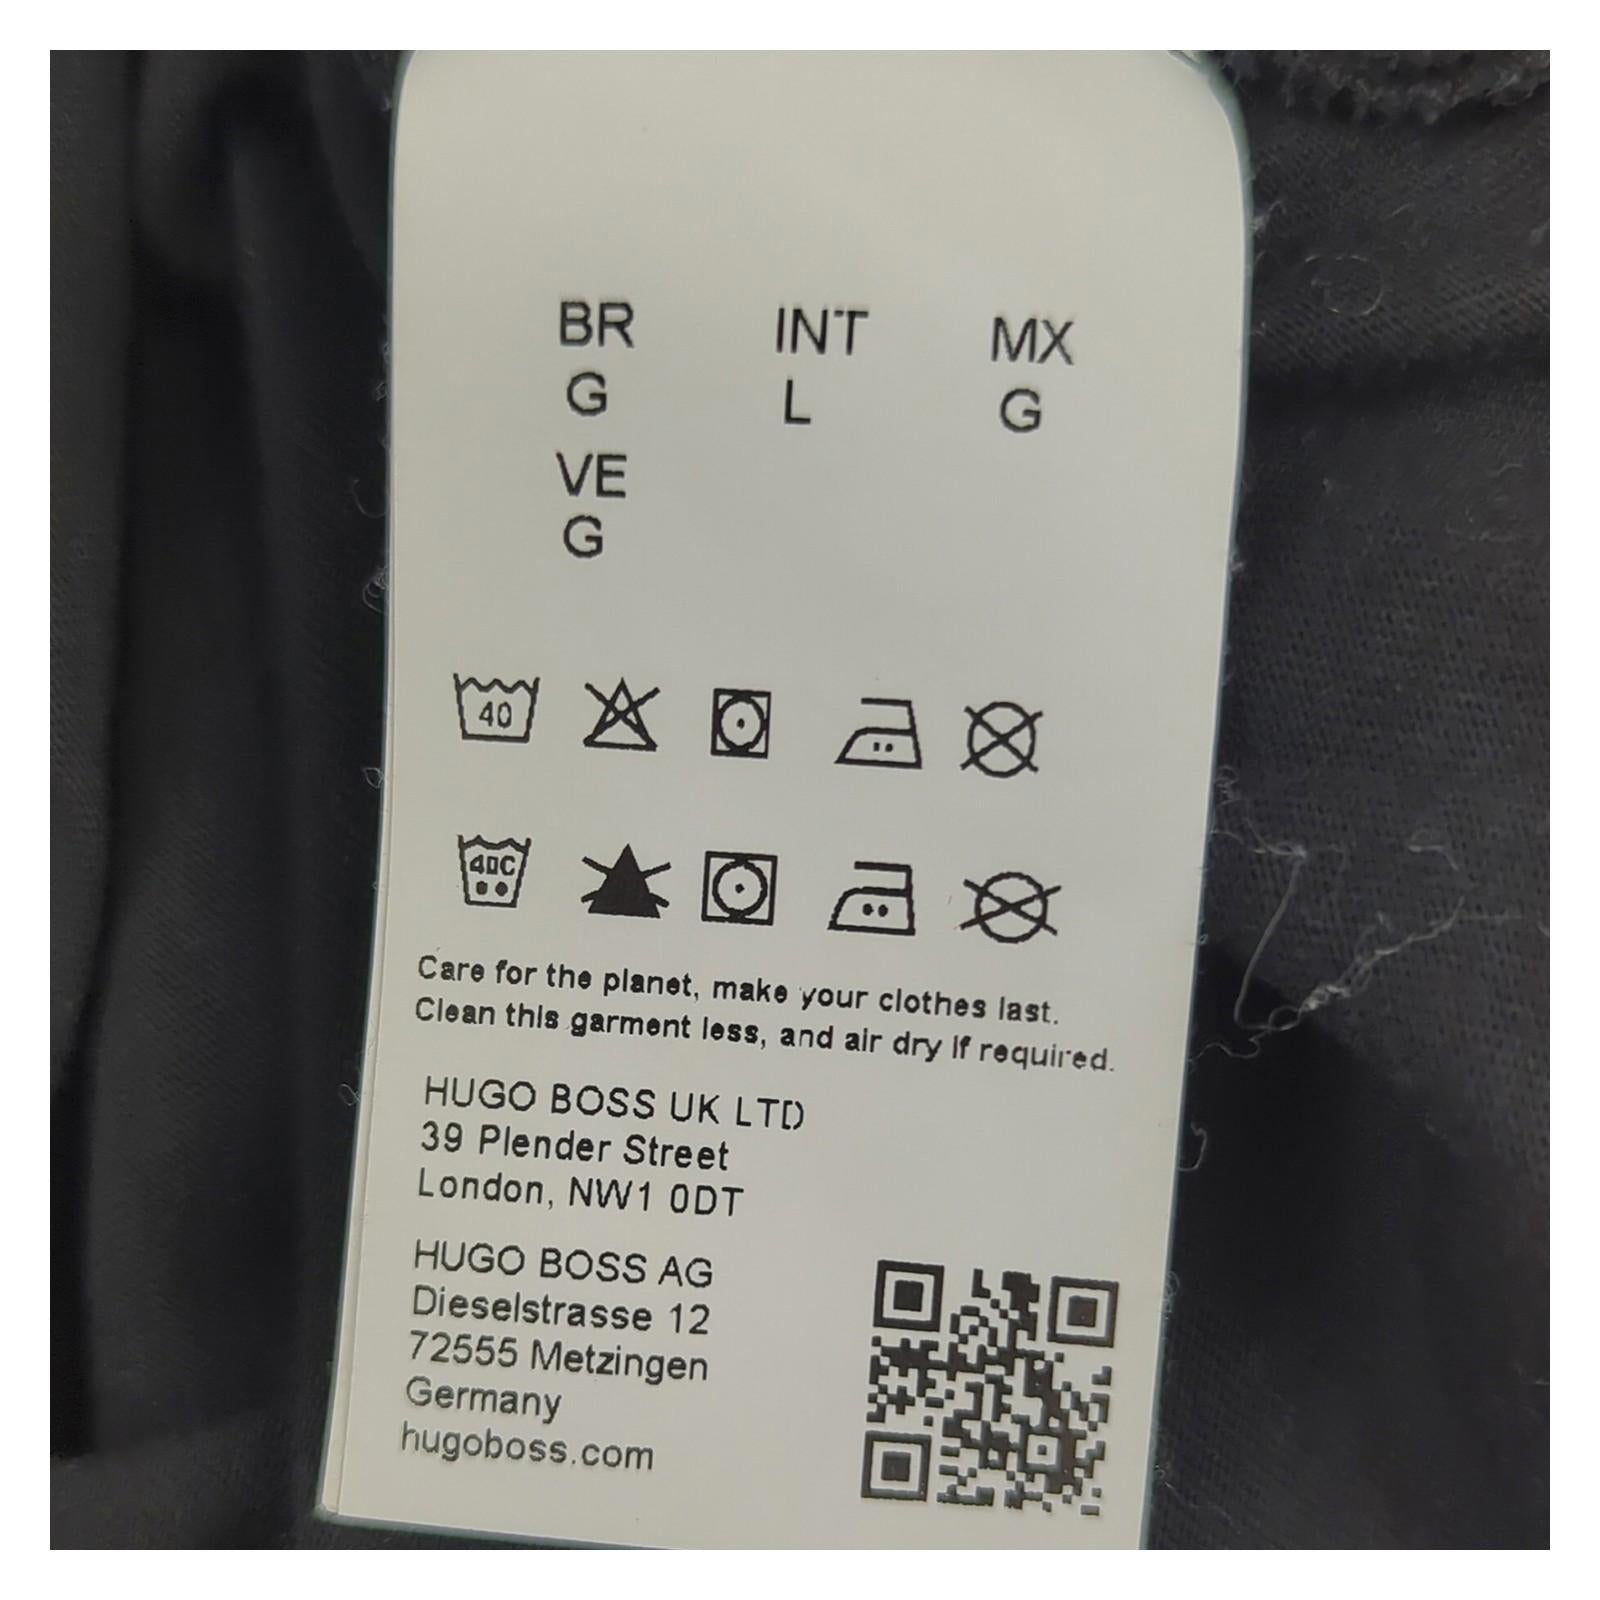 BR INT MX
G L G
VE
G
40
40C
Care for the planet, make your clothes last.
Clean this garment less, and air dry if required.
HUGO BOSS UK LTD
39 Plender Street
London, NW1 0DT
HUGO BOSS AG
Dieselstrasse 12
72555 Metzingen
Germany
hugoboss.com